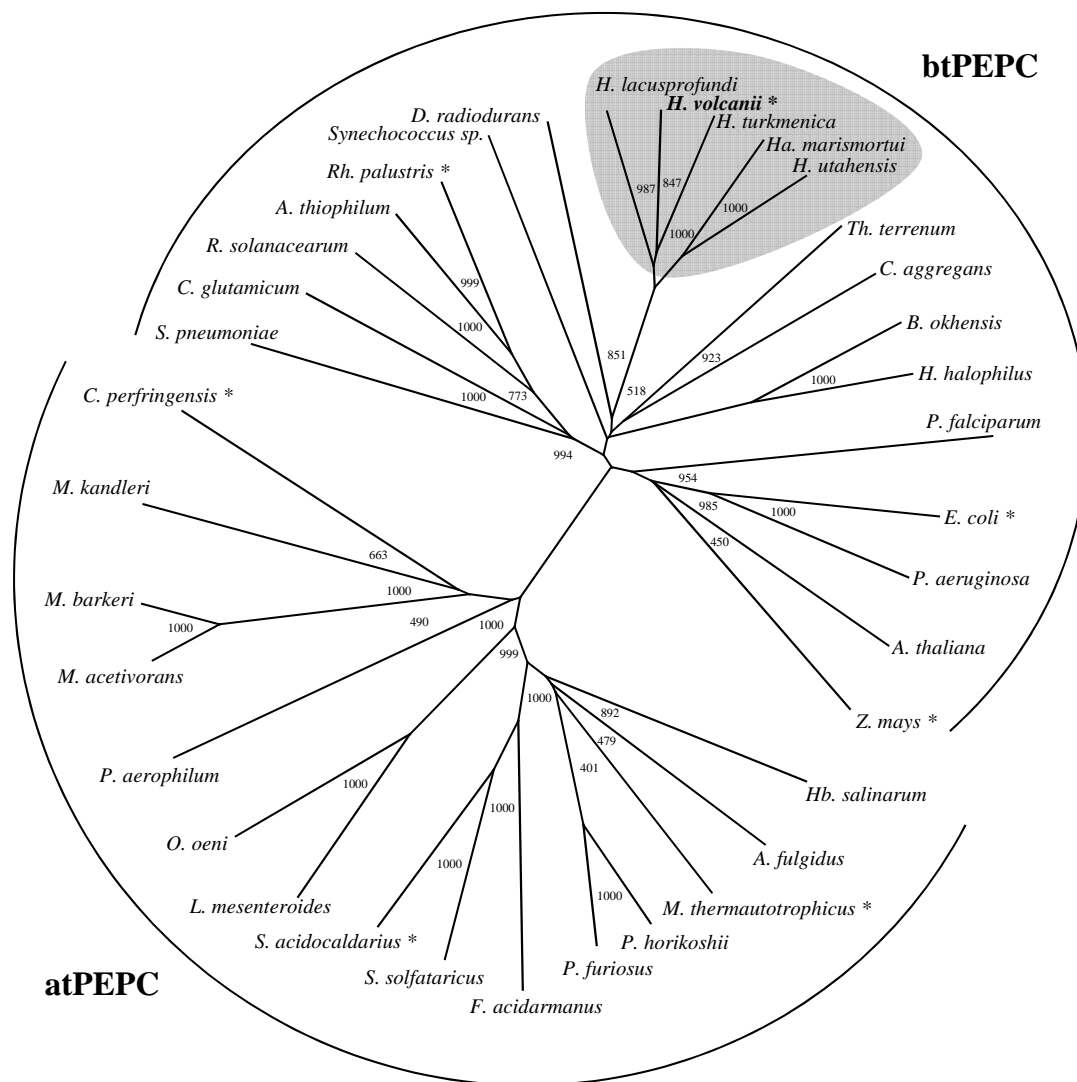 btPEPC
H. lacusprofundi
H. volcanii *
H. turkmenica
Ha. marismortui
H. utahensis
D. radiodurans
Synechococcus sp.
Rh. palustris *
A. thiophilum
R. solanacearum
C. glutamicum
S. pneumoniae
Th. terrenum
C. aggregans
B. okhensis
H. halophilus
P. falciparum
E. coli *
P. aeruginosa
A. thaliana
Z. mays *
987
847
1000
1000
999
1000
773
1000
994
851
518
923
1000
954
985
1000
450
C. perfringensis *
M. kandleri
M. barkeri
M. acetivorans
P. aerophilum
O. oeni
L. mesenteroides
S. acidocaldarius *
S. solfataricus
F. acidarmanus
P. furiosus
P. horikoshii
M. thermautotrophicus *
A. fulgidus
Hb. salinarum
663
1000
1000
490
1000
999
1000
892
479
401
1000
1000
1000
1000
atPEPC